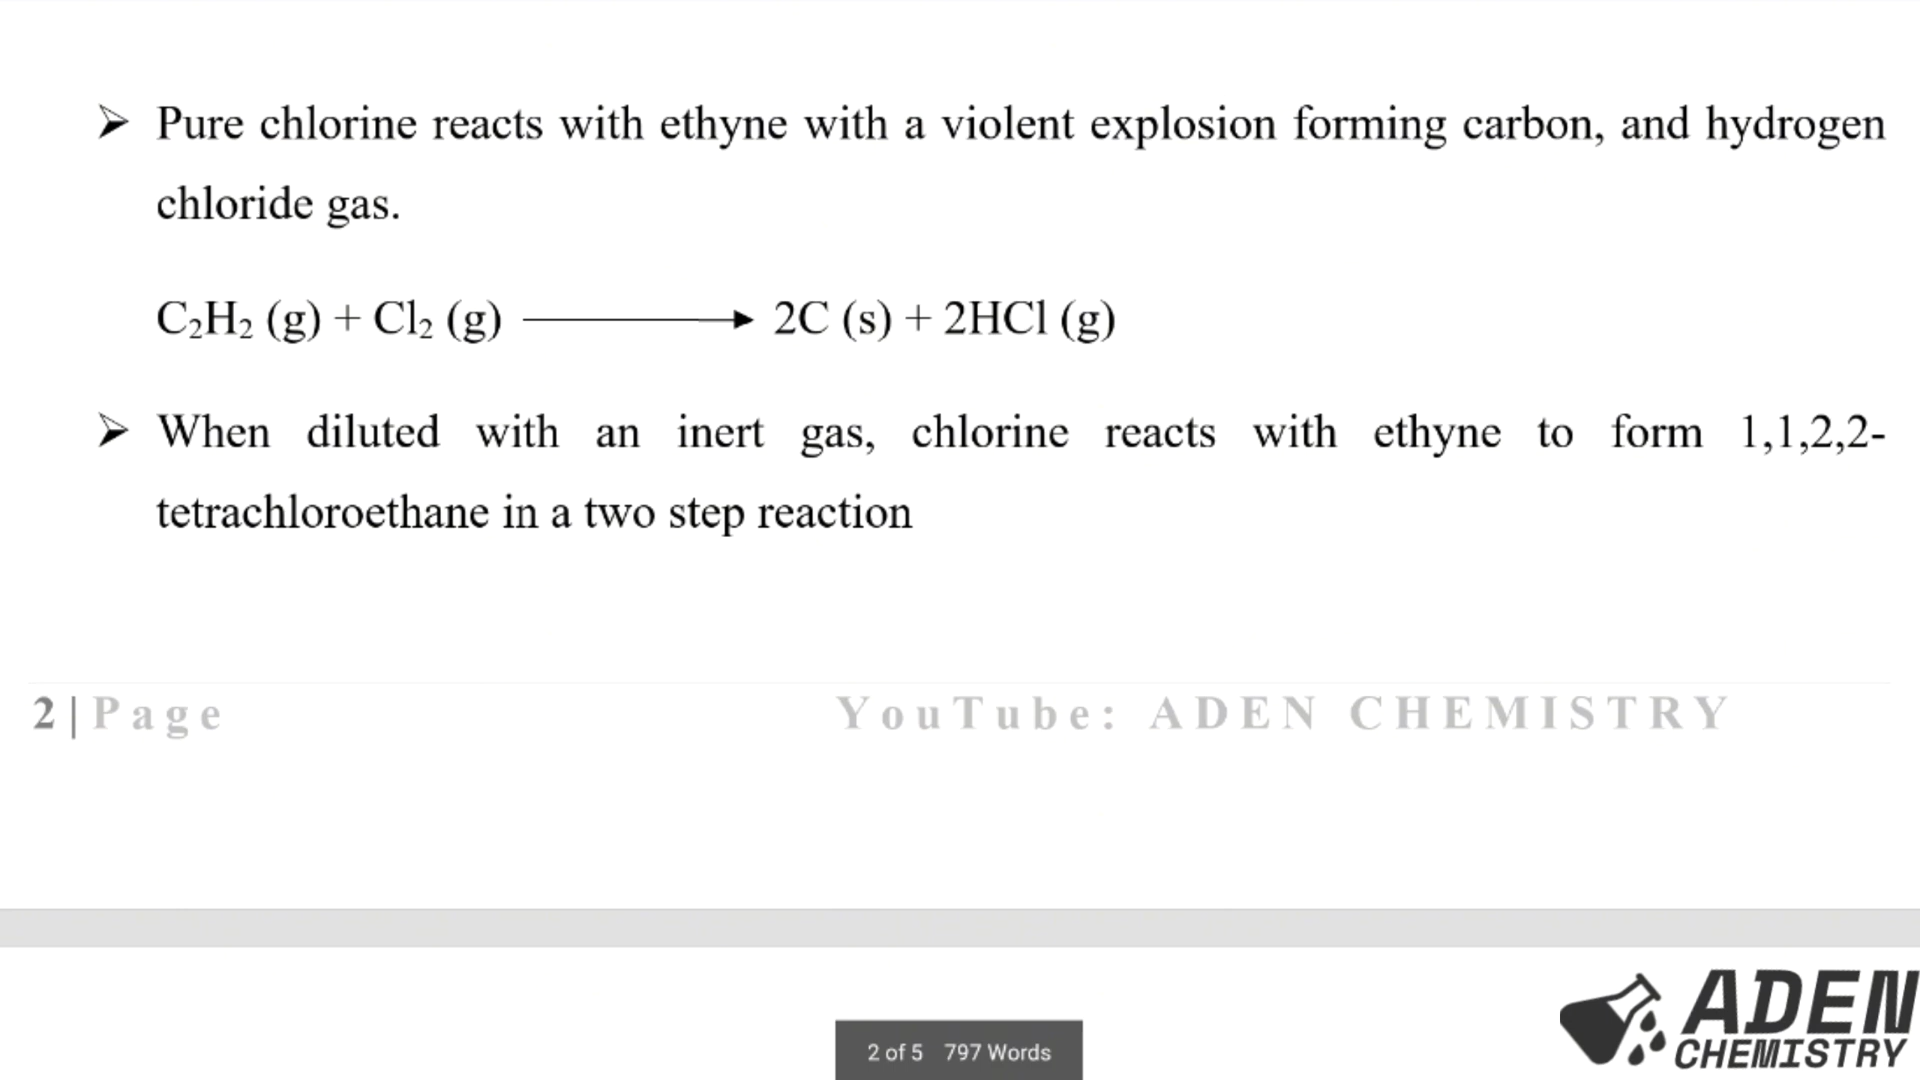 ➢ Pure chlorine reacts with ethyne with a violent explosion forming carbon, and hydrogen
chloride gas.
C₂H₂ (g) + Cl₂ (g) ⟶ 2C (s) + 2HCl (g)
➢ When diluted with an inert gas, chlorine reacts with ethyne to form 1,1,2,2-
tetrachloroethane in a two step reaction
2 | Page YouTube: ADEN CHEMISTRY
ADEN
CHEMISTRY
2 of 5 797 Words